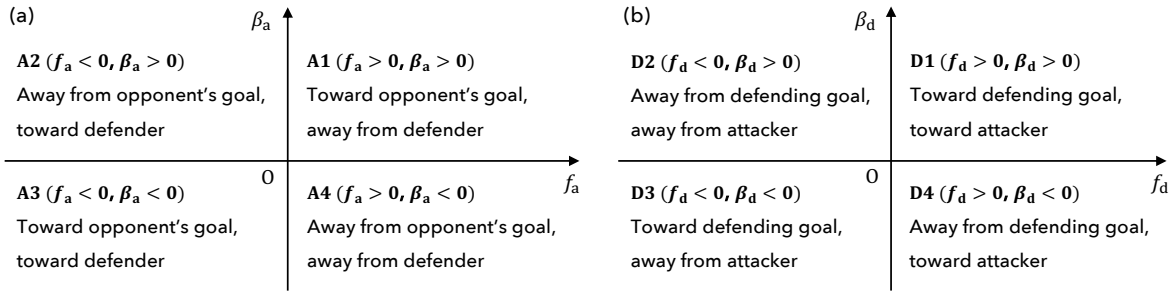 (a)
βa
A2 (fa < 0, βa > 0)
Away from opponent's goal,
toward defender
A1 (fa > 0, βa > 0)
Toward opponent's goal,
away from defender
O
fa
A3 (fa < 0, βa < 0)
Toward opponent's goal,
toward defender
A4 (fa > 0, βa < 0)
Away from opponent's goal,
away from defender
(b)
βd
D2 (fd < 0, βd > 0)
Away from defending goal,
away from attacker
D1 (fd > 0, βd > 0)
Toward defending goal,
toward attacker
O
fd
D3 (fd < 0, βd < 0)
Toward defending goal,
away from attacker
D4 (fd > 0, βd < 0)
Away from defending goal,
toward attacker